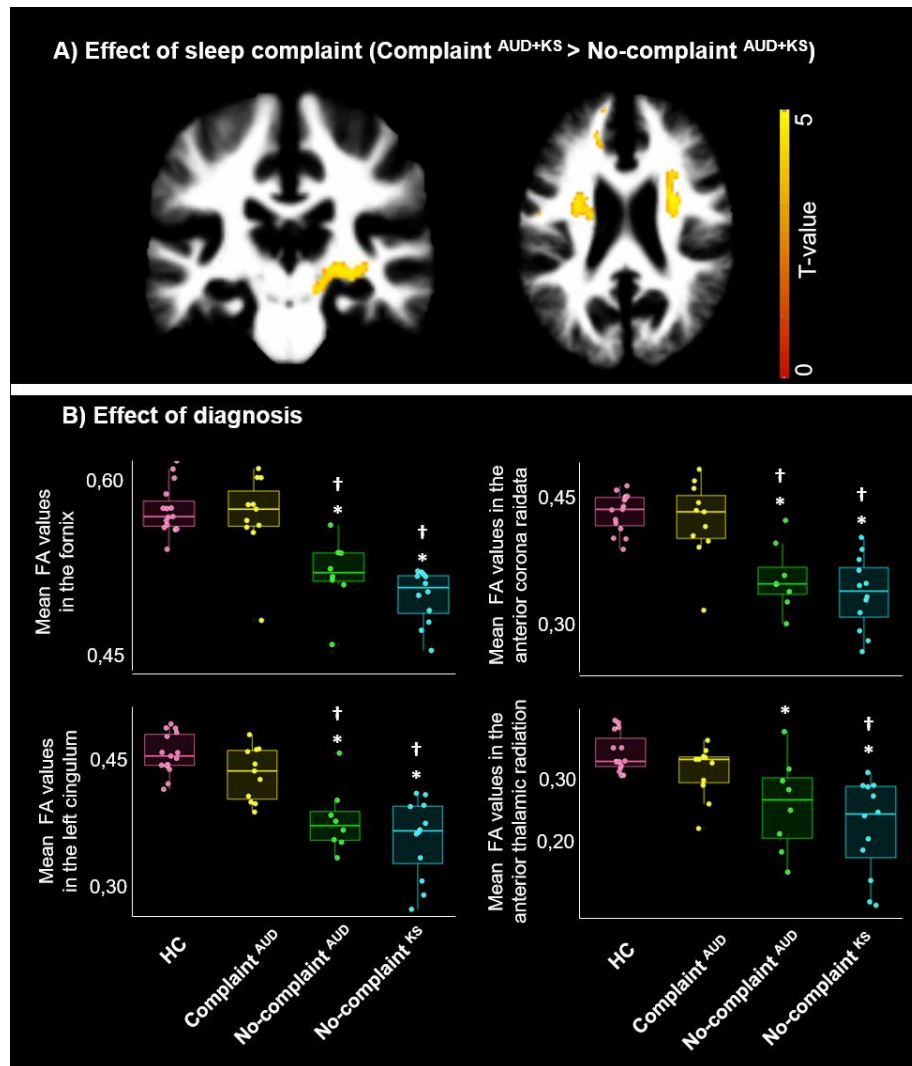 A) Effect of sleep complaint (Complaint AUD+KS > No-complaint AUD+KS)
5
T-value
0
B) Effect of diagnosis
Mean FA values
in the fornix
0,60
0,45
†
*
†
*
Mean FA values in the
anterior corona raidata
0,45
0,30
†
*
†
*
Mean FA values
in the left cingulum
0,45
0,30
†
*
†
*
Mean FA values in the
anterior thalamic radiation
0,30
0,20
*
†
*
HC
Complaint AUD
No-complaint AUD
No-complaint KS
HC
Complaint AUD
No-complaint AUD
No-complaint KS